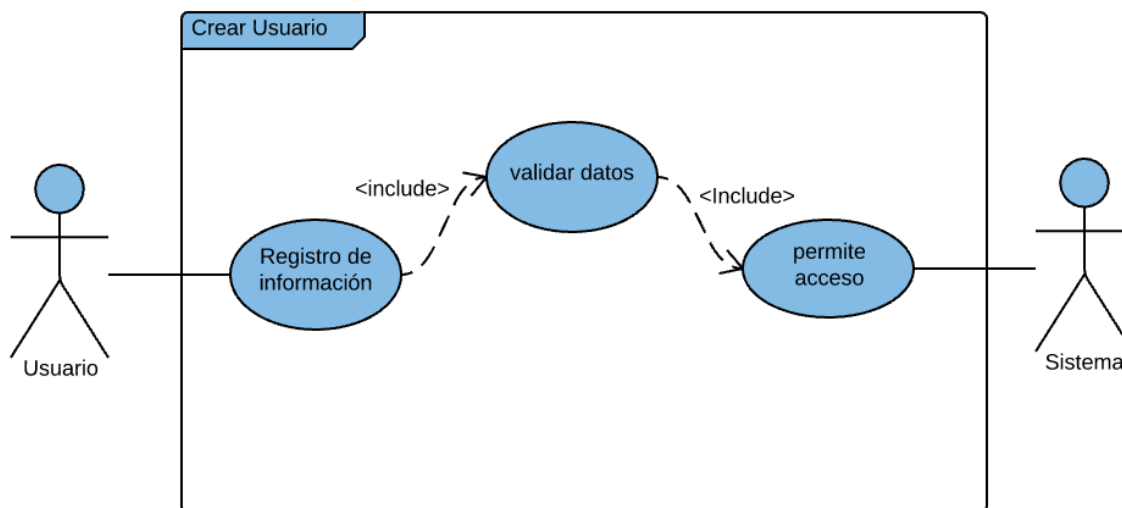 Crear Usuario
validar datos
<include>
<Include>
Registro de
información
permite
acceso
Usuario
Sistema